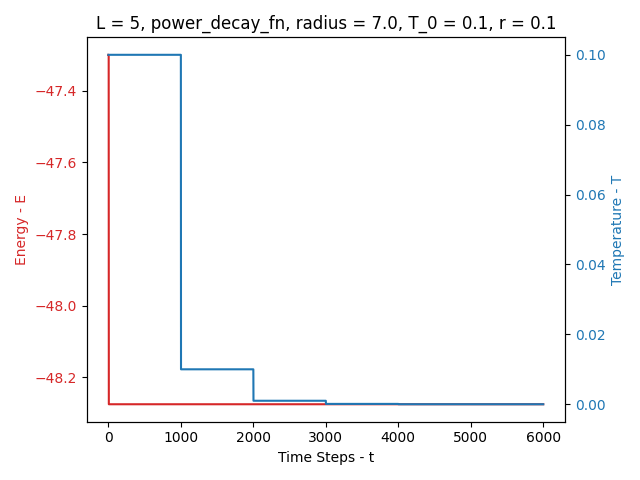 L = 5, power_decay_fn, radius = 7.0, T_0 = 0.1, r = 0.1
Energy - E
−47.4
−47.6
−47.8
−48.0
−48.2
0.10
0.08
0.06
0.04
0.02
0.00
Temperature - T
0 1000 2000 3000 4000 5000 6000
Time Steps - t